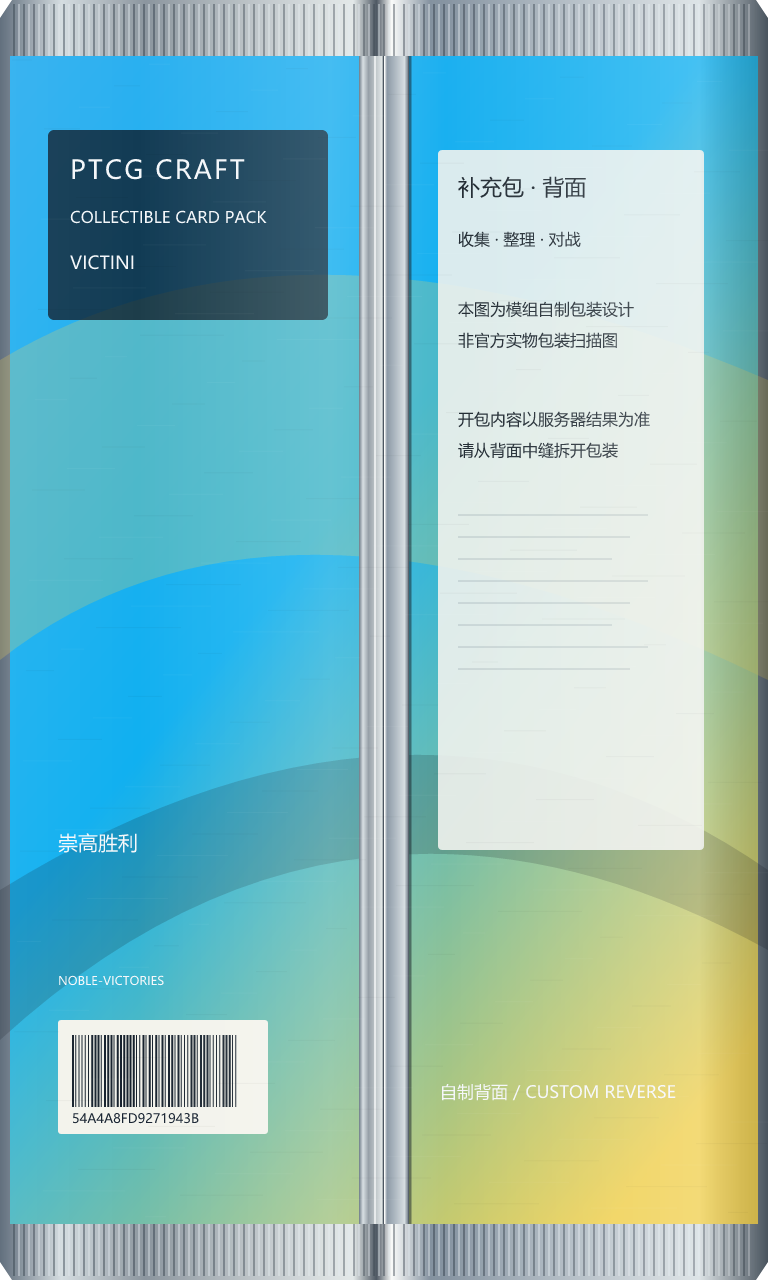 PTCG CRAFT
COLLECTIBLE CARD PACK
VICTINI
崇高胜利
NOBLE-VICTORIES
54A4A8FD9271943B
补充包 · 背面
收集 · 整理 · 对战
本图为模组自制包装设计
非官方实物包装扫描图
开包内容以服务器结果为准
请从背面中缝拆开包装
自制背面 / CUSTOM REVERSE